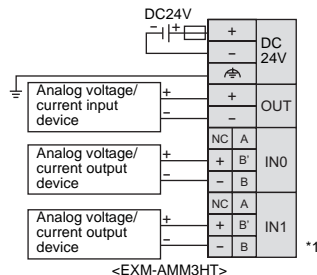 DC24V
− + + DC 24V
−
Analog voltage/
current input
device
+ + OUT
− −
NC A
Analog voltage/
current output
device
+ + B' IN0
− − B
NC A
Analog voltage/
current output
device
+ + B' IN1
− − B *1
<EXM-AMM3HT>